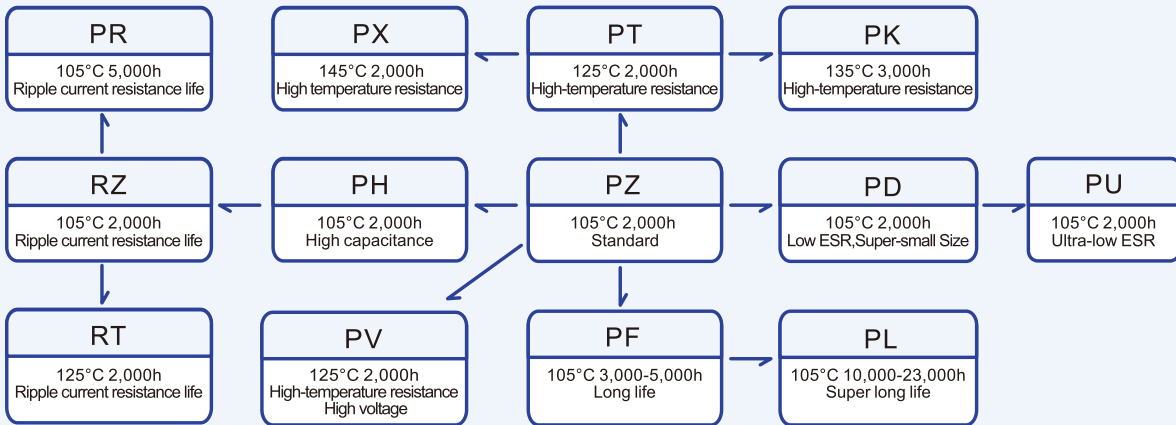 PR
105°C 5,000h
Ripple current resistance life
PX
145°C 2,000h
High temperature resistance
PT
125°C 2,000h
High-temperature resistance
PK
135°C 3,000h
High-temperature resistance
RZ
105°C 2,000h
Ripple current resistance life
PH
105°C 2,000h
High capacitance
PZ
105°C 2,000h
Standard
PD
105°C 2,000h
Low ESR,Super-small Size
PU
105°C 2,000h
Ultra-low ESR
RT
125°C 2,000h
Ripple current resistance life
PV
125°C 2,000h
High-temperature resistance
High voltage
PF
105°C 3,000-5,000h
Long life
PL
105°C 10,000-23,000h
Super long life